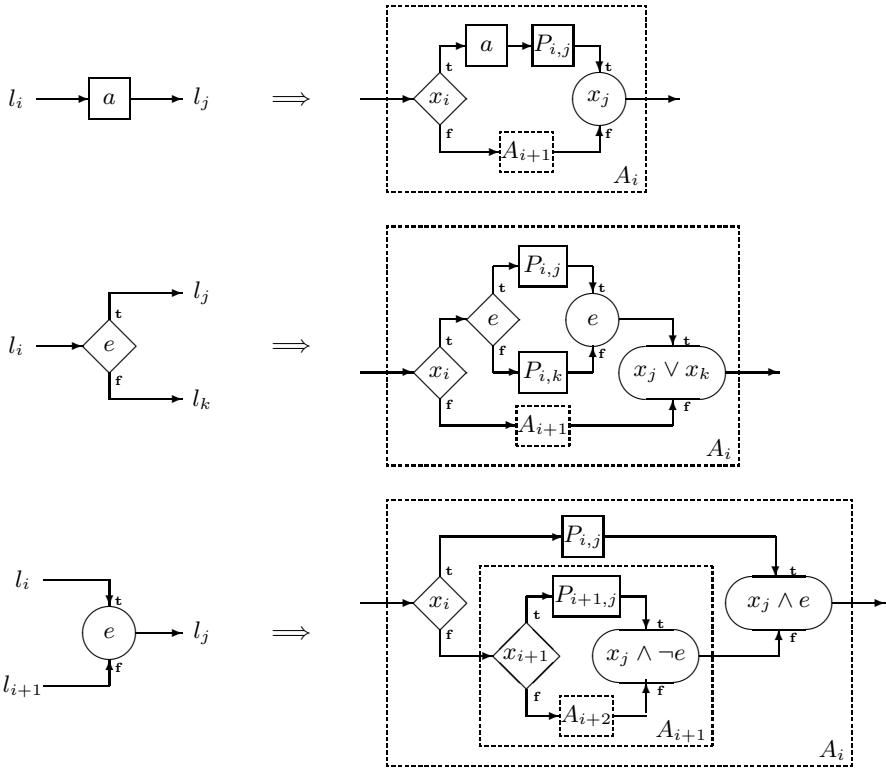 a P_{i,j}
t t
l_i a l_j ⟹ x_i x_j
f f
A_{i+1}
A_i
P_{i,j}
l_j t t
t e e
f f t
l_i e ⟹ x_i P_{i,k} x_j ∨ x_k
f f f
l_k A_{i+1}
A_i
P_{i,j}
t t
l_i P_{i+1,j}
t x_i x_j ∧ e
e l_j ⟹ f t t f
l_{i+1} f x_{i+1} x_j ∧ ¬e
f f
A_{i+2}
A_{i+1}
A_i